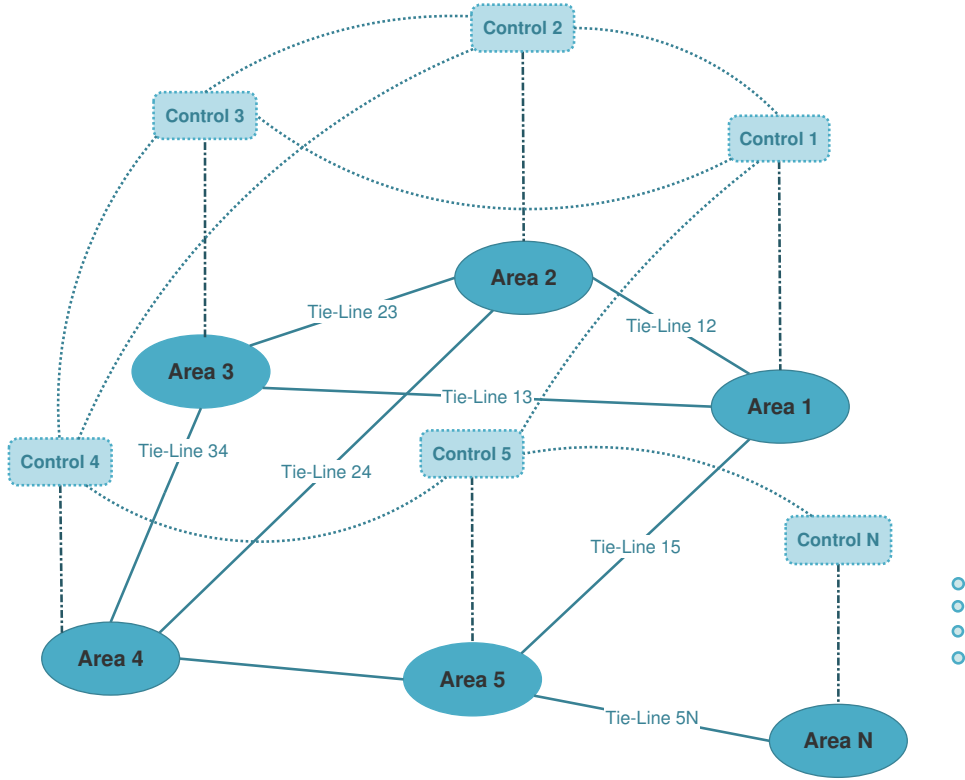 Control 2
Control 3
Control 1
Area 2
Tie-Line 23
Tie-Line 12
Area 3
Tie-Line 13
Area 1
Tie-Line 34
Control 5
Control 4
Tie-Line 24
Control N
Tie-Line 15
Area 4
Area 5
Tie-Line 5N
Area N